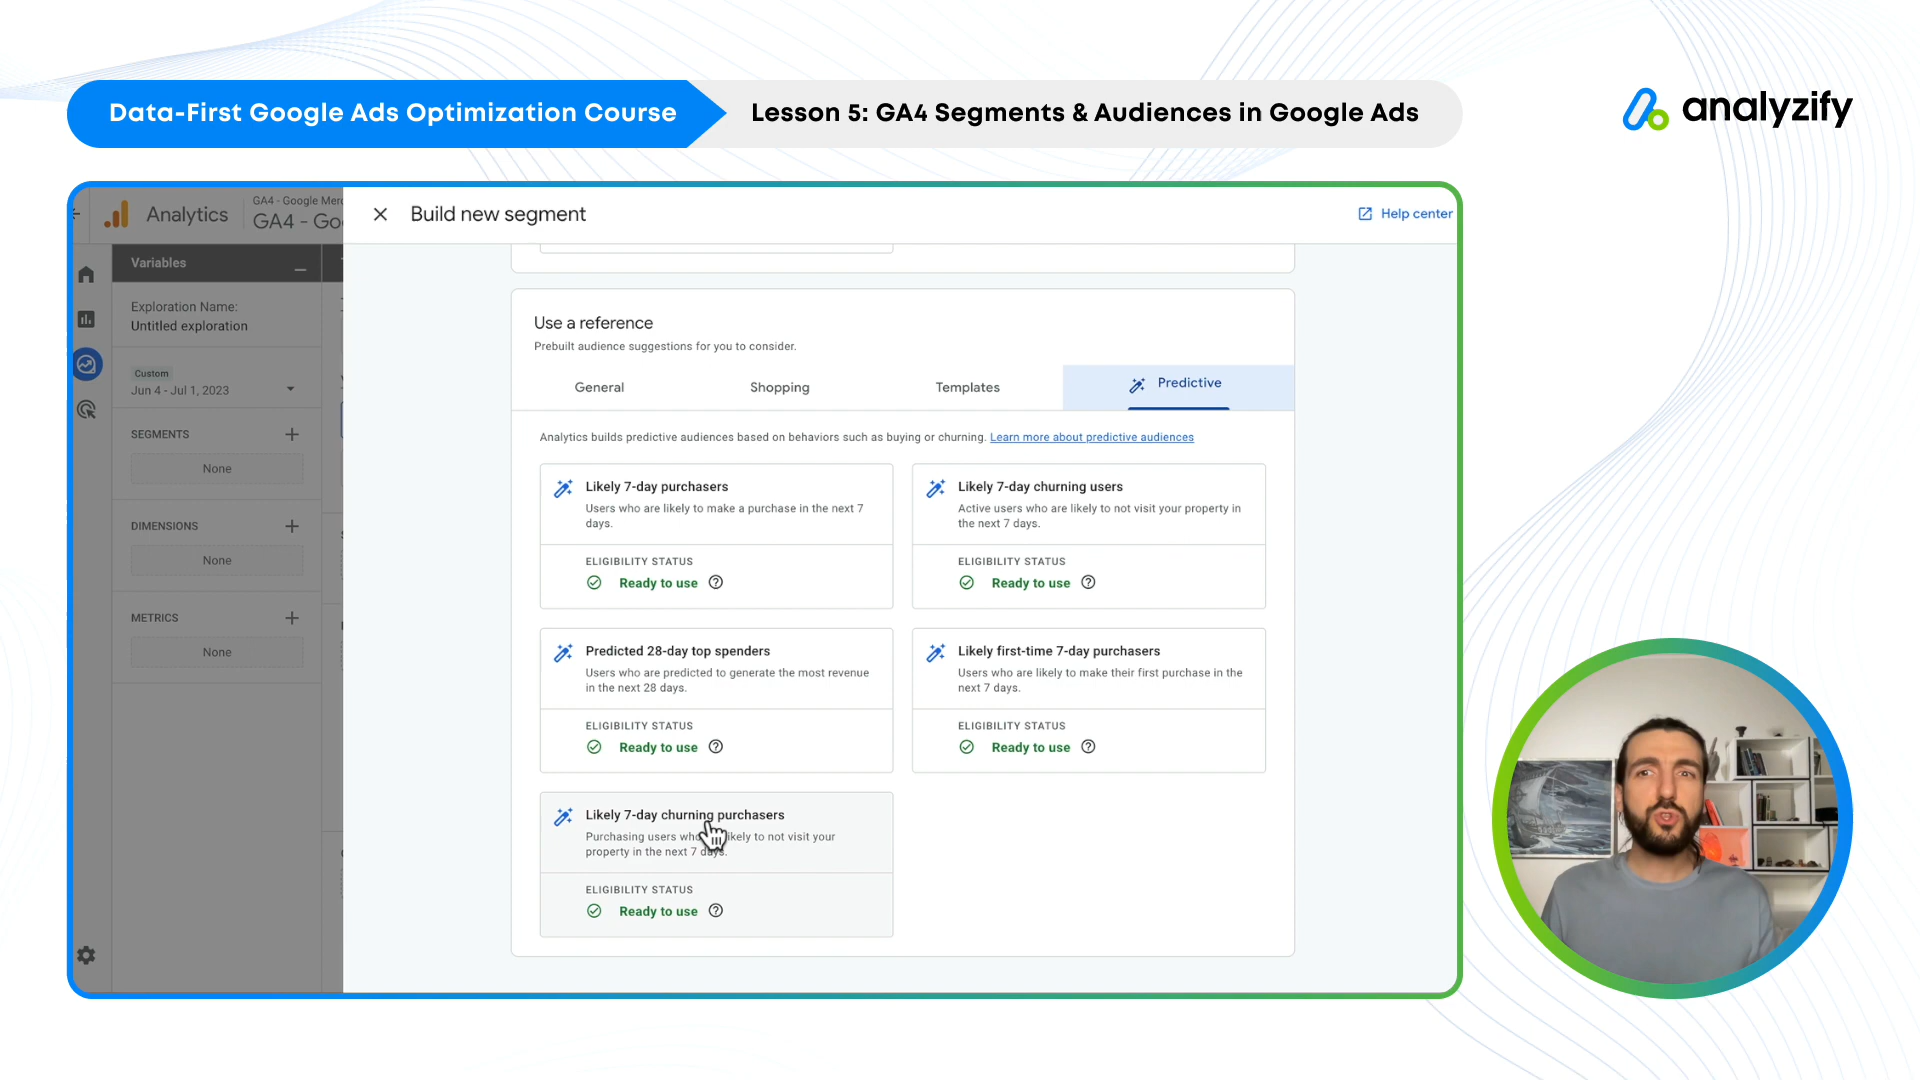 Data-First Google Ads Optimization Course
Lesson 5: GA4 Segments & Audiences in Google Ads
analyzify
Analytics
GA4 - Google Merc
GA4 - Goo
Build new segment
Help center
Variables
Exploration Name:
Untitled exploration
Custom
Jun 4 - Jul 1, 2023
SEGMENTS
None
DIMENSIONS
None
METRICS
None
Use a reference
Prebuilt audience suggestions for you to consider.
General
Shopping
Templates
Predictive
Analytics builds predictive audiences based on behaviors such as buying or churning. Learn more about predictive audiences
Likely 7-day purchasers
Users who are likely to make a purchase in the next 7
days.
ELIGIBILITY STATUS
Ready to use
Likely 7-day churning users
Active users who are likely to not visit your property in
the next 7 days.
ELIGIBILITY STATUS
Ready to use
Predicted 28-day top spenders
Users who are predicted to generate the most revenue
in the next 28 days.
ELIGIBILITY STATUS
Ready to use
Likely first-time 7-day purchasers
Users who are likely to make their first purchase in the
next 7 days.
ELIGIBILITY STATUS
Ready to use
Likely 7-day churning purchasers
Purchasing users who likely to not visit your
property in the next 7 days.
ELIGIBILITY STATUS
Ready to use